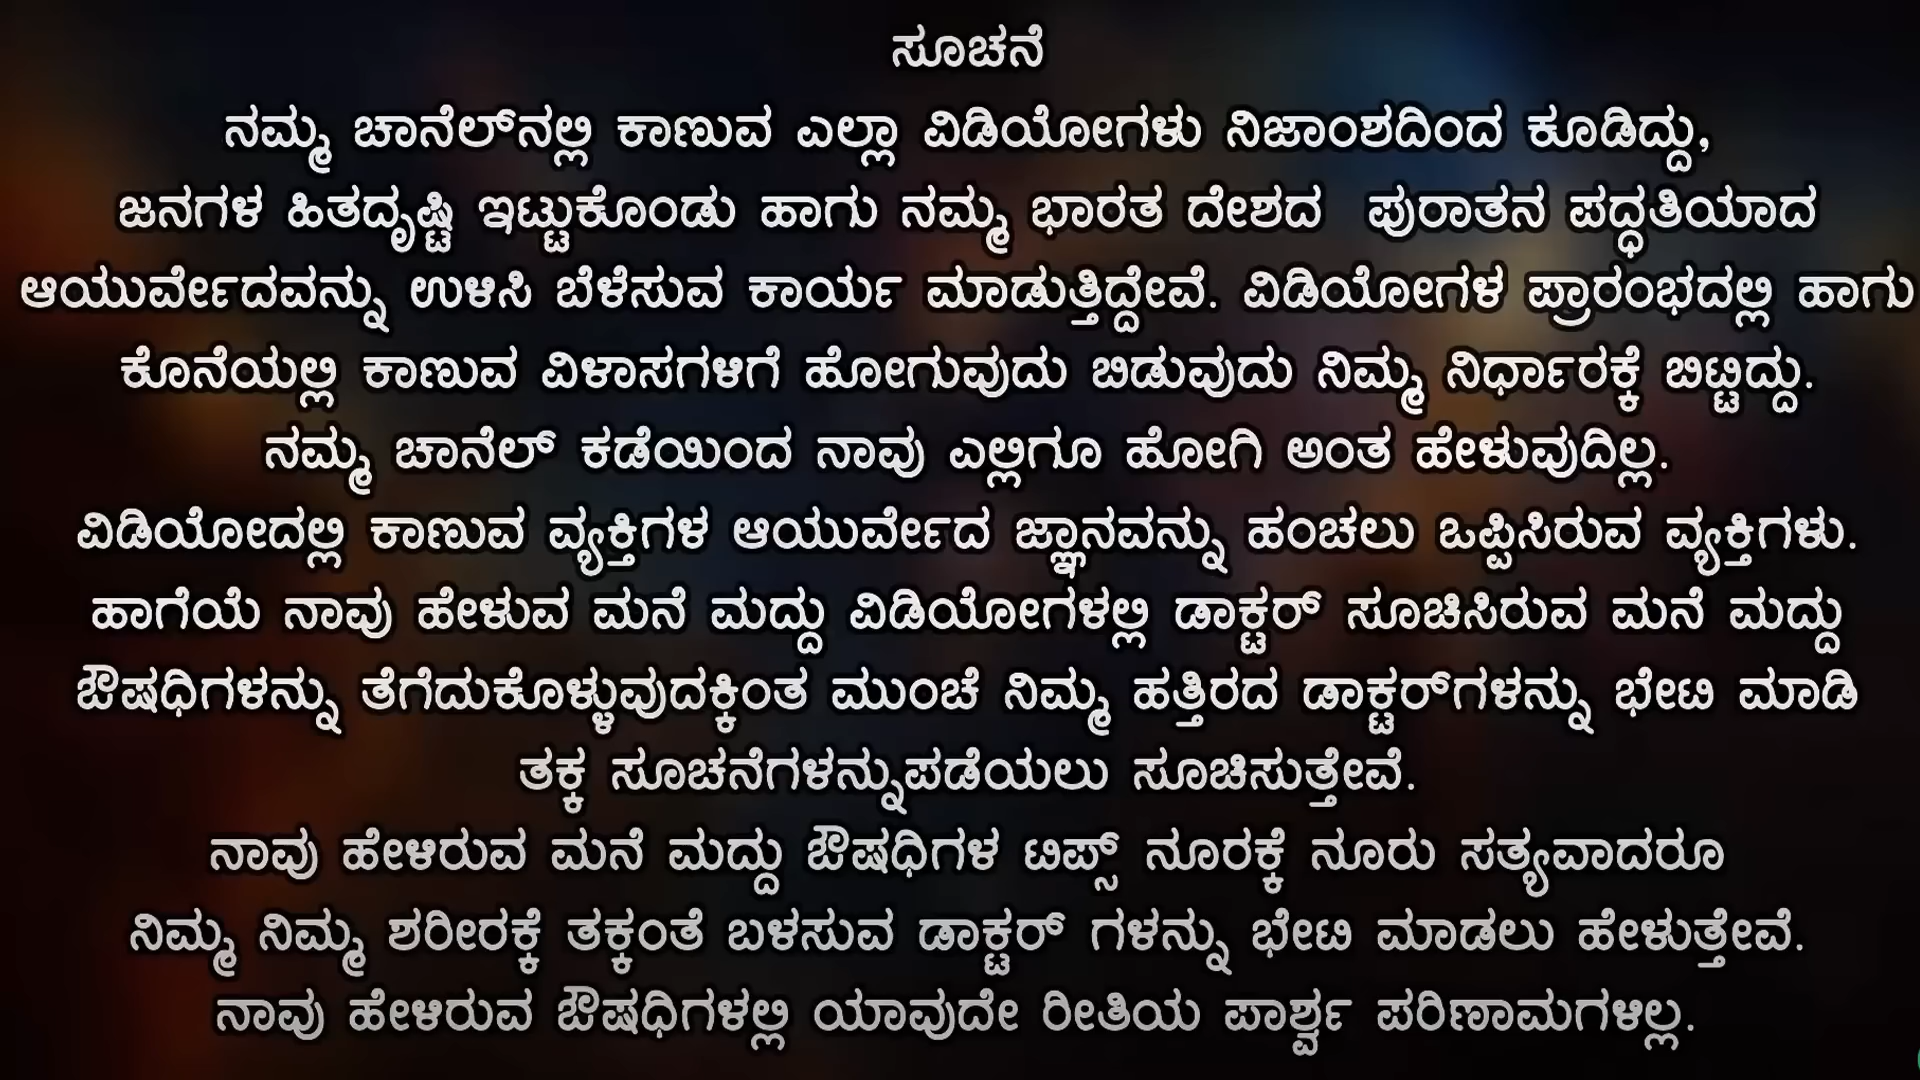 ಸೂಚನೆ
ನಮ್ಮ ಚಾನೆಲ್‌ನಲ್ಲಿ ಕಾಣುವ ಎಲ್ಲಾ ವಿಡಿಯೋಗಳು ನಿಜಾಂಶದಿಂದ ಕೂಡಿದ್ದು,
ಜನಗಳ ಹಿತದೃಷ್ಟಿ ಇಟ್ಟುಕೊಂಡು ಹಾಗು ನಮ್ಮ ಭಾರತ ದೇಶದ ಪುರಾತನ ಪದ್ಧತಿಯಾದ
ಆಯುರ್ವೇದವನ್ನು ಉಳಿಸಿ ಬೆಳೆಸುವ ಕಾರ್ಯ ಮಾಡುತ್ತಿದ್ದೇವೆ. ವಿಡಿಯೋಗಳ ಪ್ರಾರಂಭದಲ್ಲಿ ಹಾಗು
ಕೊನೆಯಲ್ಲಿ ಕಾಣುವ ವಿಳಾಸಗಳಿಗೆ ಹೋಗುವುದು ಬಿಡುವುದು ನಿಮ್ಮ ನಿರ್ಧಾರಕ್ಕೆ ಬಿಟ್ಟಿದ್ದು.
ನಮ್ಮ ಚಾನೆಲ್ ಕಡೆಯಿಂದ ನಾವು ಎಲ್ಲಿಗೂ ಹೋಗಿ ಅಂತ ಹೇಳುವುದಿಲ್ಲ.
ವಿಡಿಯೋದಲ್ಲಿ ಕಾಣುವ ವ್ಯಕ್ತಿಗಳ ಆಯುರ್ವೇದ ಜ್ಞಾನವನ್ನು ಹಂಚಲು ಒಪ್ಪಿಸಿರುವ ವ್ಯಕ್ತಿಗಳು.
ಹಾಗೆಯೆ ನಾವು ಹೇಳುವ ಮನೆ ಮದ್ದು ವಿಡಿಯೋಗಳಲ್ಲಿ ಡಾಕ್ಟರ್ ಸೂಚಿಸಿರುವ ಮನೆ ಮದ್ದು
ಔಷಧಿಗಳನ್ನು ತೆಗೆದುಕೊಳ್ಳುವುದಕ್ಕಿಂತ ಮುಂಚೆ ನಿಮ್ಮ ಹತ್ತಿರದ ಡಾಕ್ಟರ್‌ಗಳನ್ನು ಭೇಟಿ ಮಾಡಿ
ತಕ್ಕ ಸೂಚನೆಗಳನ್ನುಪಡೆಯಲು ಸೂಚಿಸುತ್ತೇವೆ.
ನಾವು ಹೇಳಿರುವ ಮನೆ ಮದ್ದು ಔಷಧಿಗಳ ಟಿಪ್ಸ್ ನೂರಕ್ಕೆ ನೂರು ಸತ್ಯವಾದರೂ
ನಿಮ್ಮ ನಿಮ್ಮ ಶರೀರಕ್ಕೆ ತಕ್ಕಂತೆ ಬಳಸುವ ಡಾಕ್ಟರ್ ಗಳನ್ನು ಭೇಟಿ ಮಾಡಲು ಹೇಳುತ್ತೇವೆ.
ನಾವು ಹೇಳಿರುವ ಔಷಧಿಗಳಲ್ಲಿ ಯಾವುದೇ ರೀತಿಯ ಪಾರ್ಶ್ವ ಪರಿಣಾಮಗಳಿಲ್ಲ.